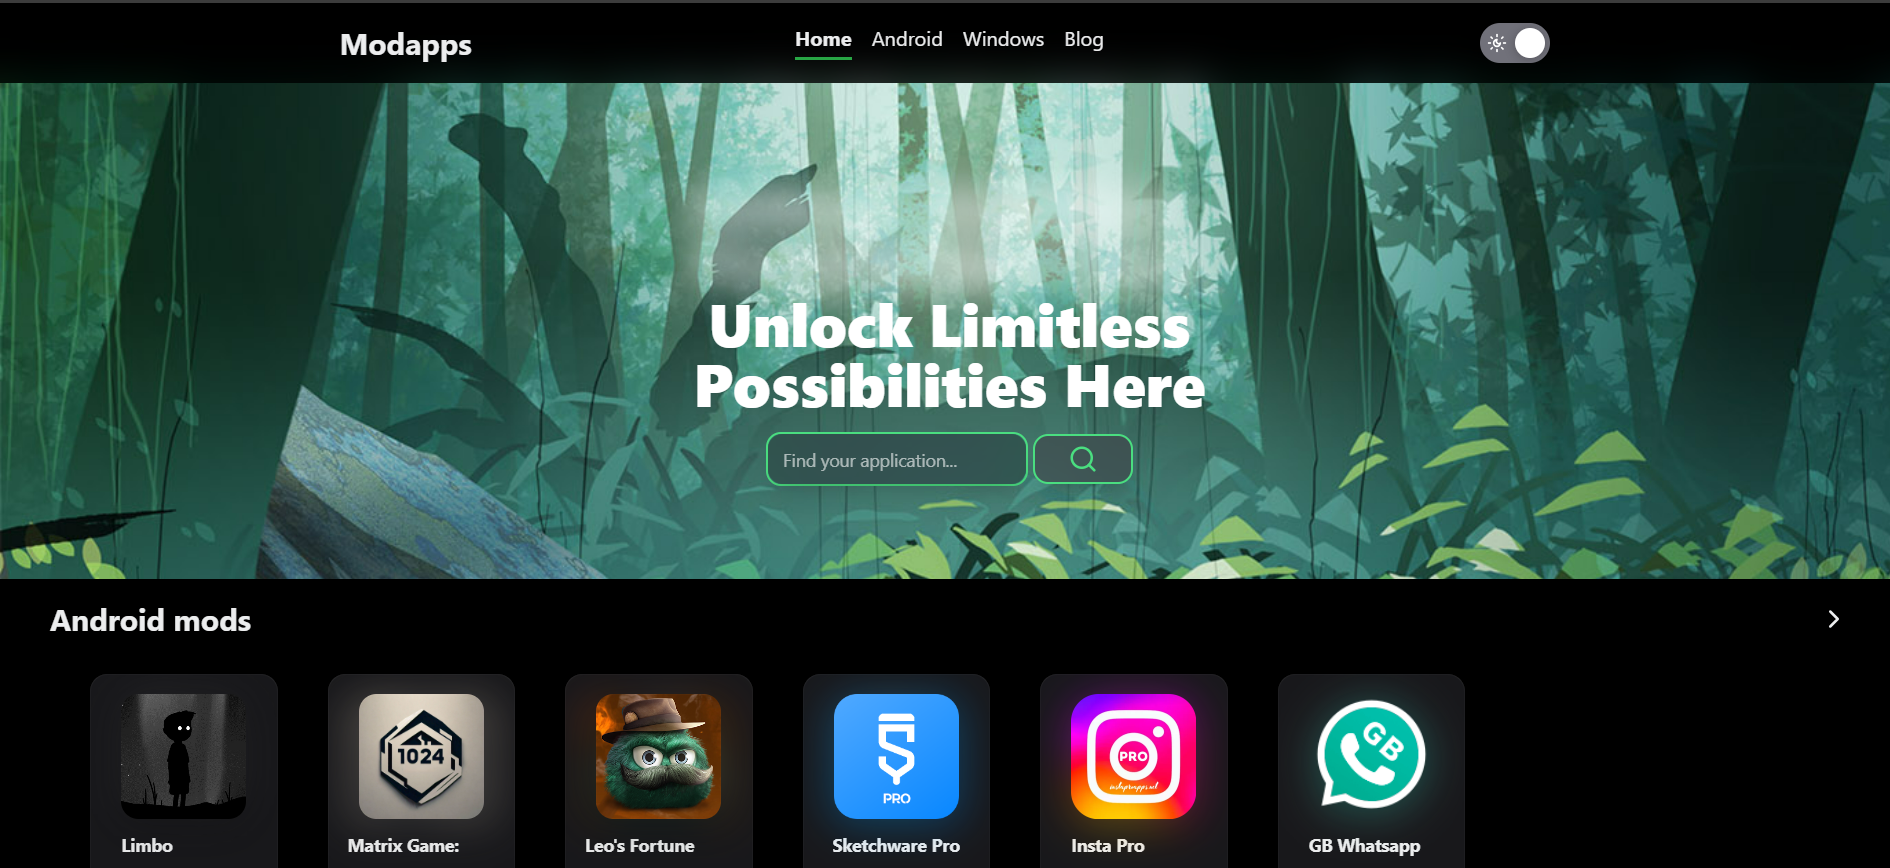 Modapps
Home Android Windows Blog
Unlock Limitless
Possibilities Here
Find your application...
Android mods
1024
PRO
PRO
GB
Limbo
Matrix Game:
Leo's Fortune
Sketchware Pro
Insta Pro
GB Whatsapp